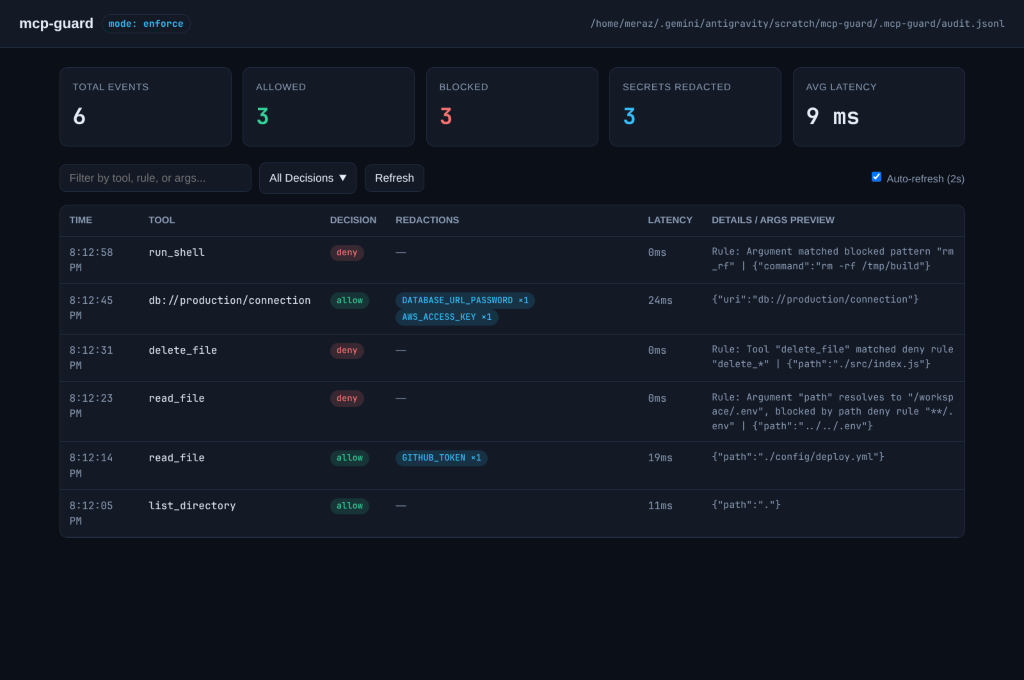 mcp-guard mode: enforce /home/meraz/.gemini/antigravity/scratch/mcp-guard/.mcp-guard/audit.jsonl
TOTAL EVENTS ALLOWED BLOCKED SECRETS REDACTED AVG LATENCY
6 3 3 3 9 ms
Filter by tool, rule, or args... All Decisions ▼ Refresh Auto-refresh (2s)
TIME TOOL DECISION REDACTIONS LATENCY DETAILS / ARGS PREVIEW
8:12:58 run_shell deny — 0ms Rule: Argument matched blocked pattern "rm
PM _rf" | {"command":"rm -rf /tmp/build"}
8:12:45 db://production/connection allow DATABASE_URL_PASSWORD ×1 24ms {"uri":"db://production/connection"}
PM AWS_ACCESS_KEY ×1
8:12:31 delete_file deny — 0ms Rule: Tool "delete_file" matched deny rule
PM "delete_*" | {"path":"./src/index.js"}
8:12:23 read_file deny — 0ms Rule: Argument "path" resolves to "/worksp
PM ace/.env", blocked by path deny rule "**/.
env" | {"path":"../../.env"}
8:12:14 read_file allow GITHUB_TOKEN ×1 19ms {"path":"./config/deploy.yml"}
PM
8:12:05 list_directory allow — 11ms {"path":"."}
PM